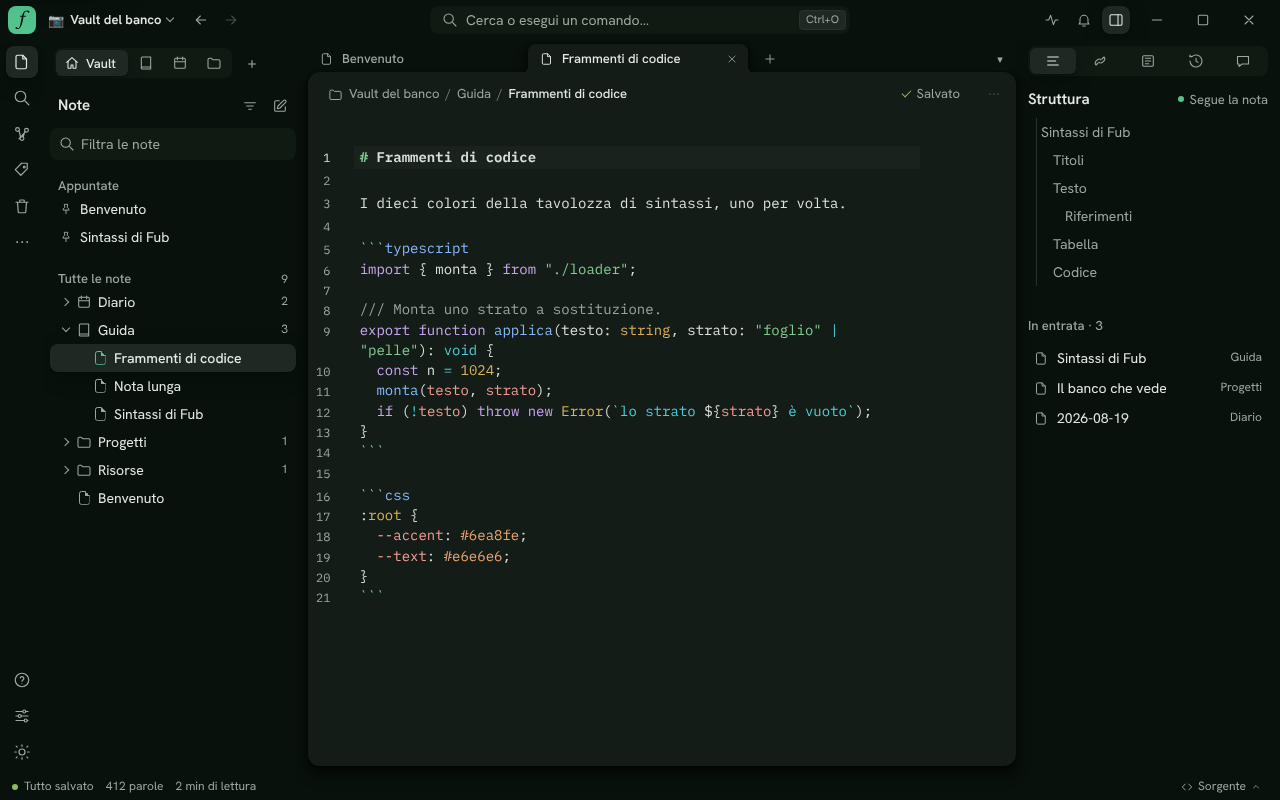 f
Vault del banco
Cerca o esegui un comando…
Ctrl+O
Vault
Note
Filtra le note
Appuntate
Benvenuto
Sintassi di Fub
Tutte le note 9
Diario 2
Guida 3
Frammenti di codice
Nota lunga
Sintassi di Fub
Progetti 1
Risorse 1
Benvenuto
Benvenuto
Frammenti di codice
Vault del banco / Guida / Frammenti di codice
Salvato
1 # Frammenti di codice
2
3 I dieci colori della tavolozza di sintassi, uno per volta.
4
5 ```typescript
6 import { monta } from "./loader";
7
8 /// Monta uno strato a sostituzione.
9 export function applica(testo: string, strato: "foglio" |
"pelle"): void {
10   const n = 1024;
11   monta(testo, strato);
12   if (!testo) throw new Error(`lo strato ${strato} è vuoto`);
13 }
14 ```
15
16 ```css
17 :root {
18   --accent: #6ea8fe;
19   --text: #e6e6e6;
20 }
21 ```
Struttura
Segue la nota
Sintassi di Fub
Titoli
Testo
Riferimenti
Tabella
Codice
In entrata · 3
Sintassi di Fub Guida
Il banco che vede Progetti
2026-08-19 Diario
Tutto salvato 412 parole 2 min di lettura
Sorgente